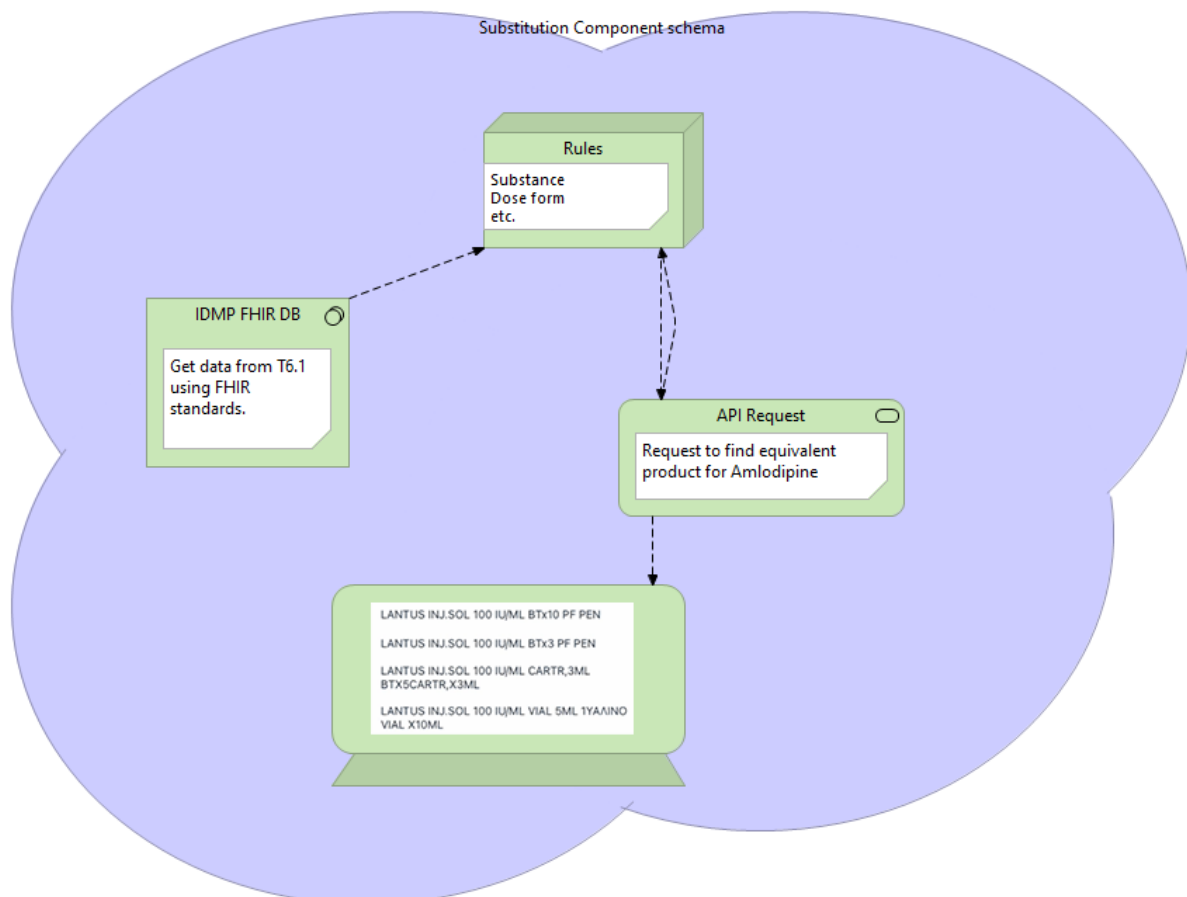 Substitution Component schema
Rules
Substance
Dose form
etc.
IDMP FHIR DB
Get data from T6.1
using FHIR
standards.
API Request
Request to find equivalent
product for Amlodipine
LANTUS INJ.SOL 100 IU/ML BTx10 PF PEN
LANTUS INJ.SOL 100 IU/ML BTx3 PF PEN
LANTUS INJ.SOL 100 IU/ML CARTR,3ML
BTX5CARTR,X3ML
LANTUS INJ.SOL 100 IU/ML VIAL 5ML 1ΥΑΛΙΝΟ
VIAL X10ML